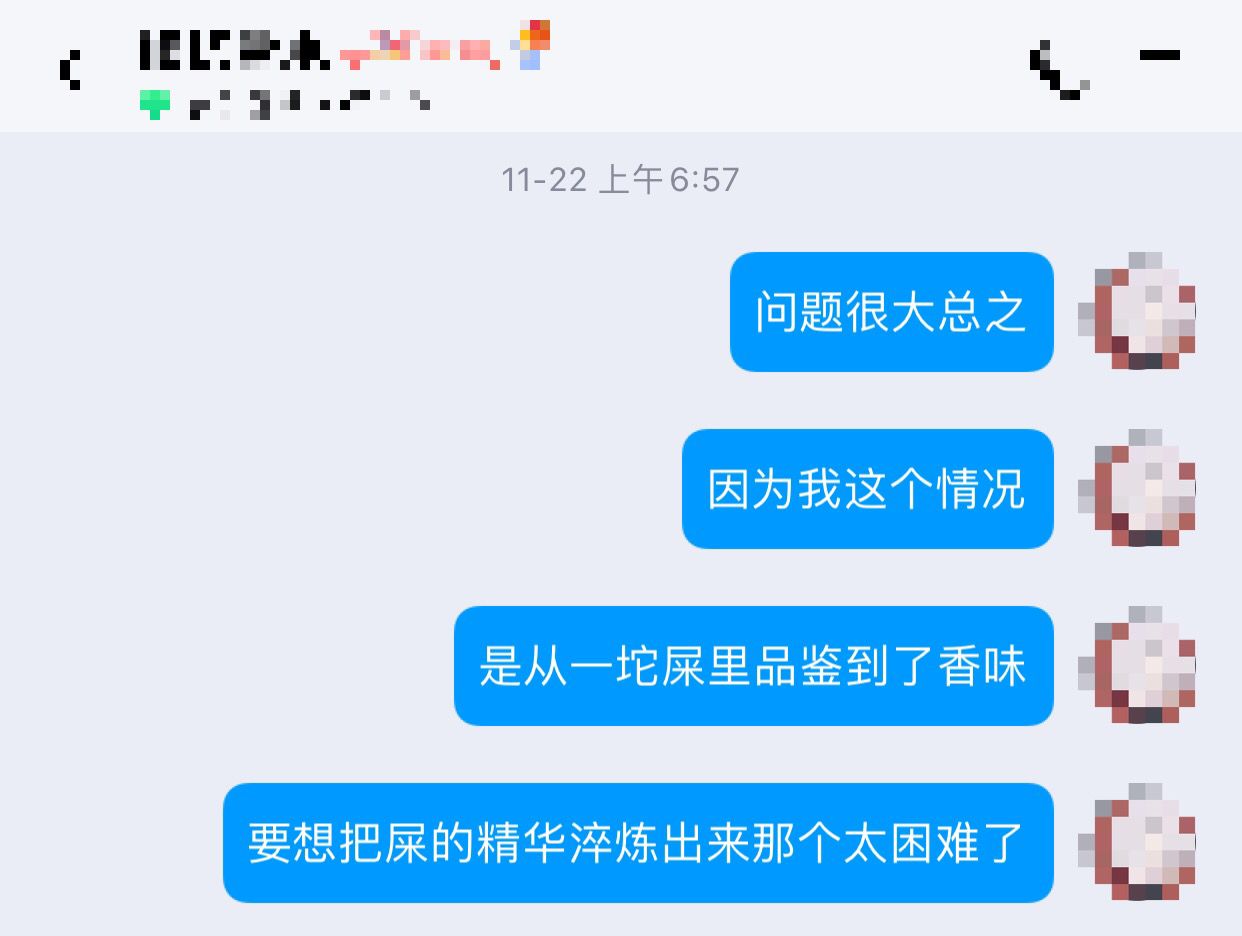 11-22 上午6:57
问题很大总之
因为我这个情况
是从一坨屎里品鉴到了香味
要想把屎的精华淬炼出来那个太困难了